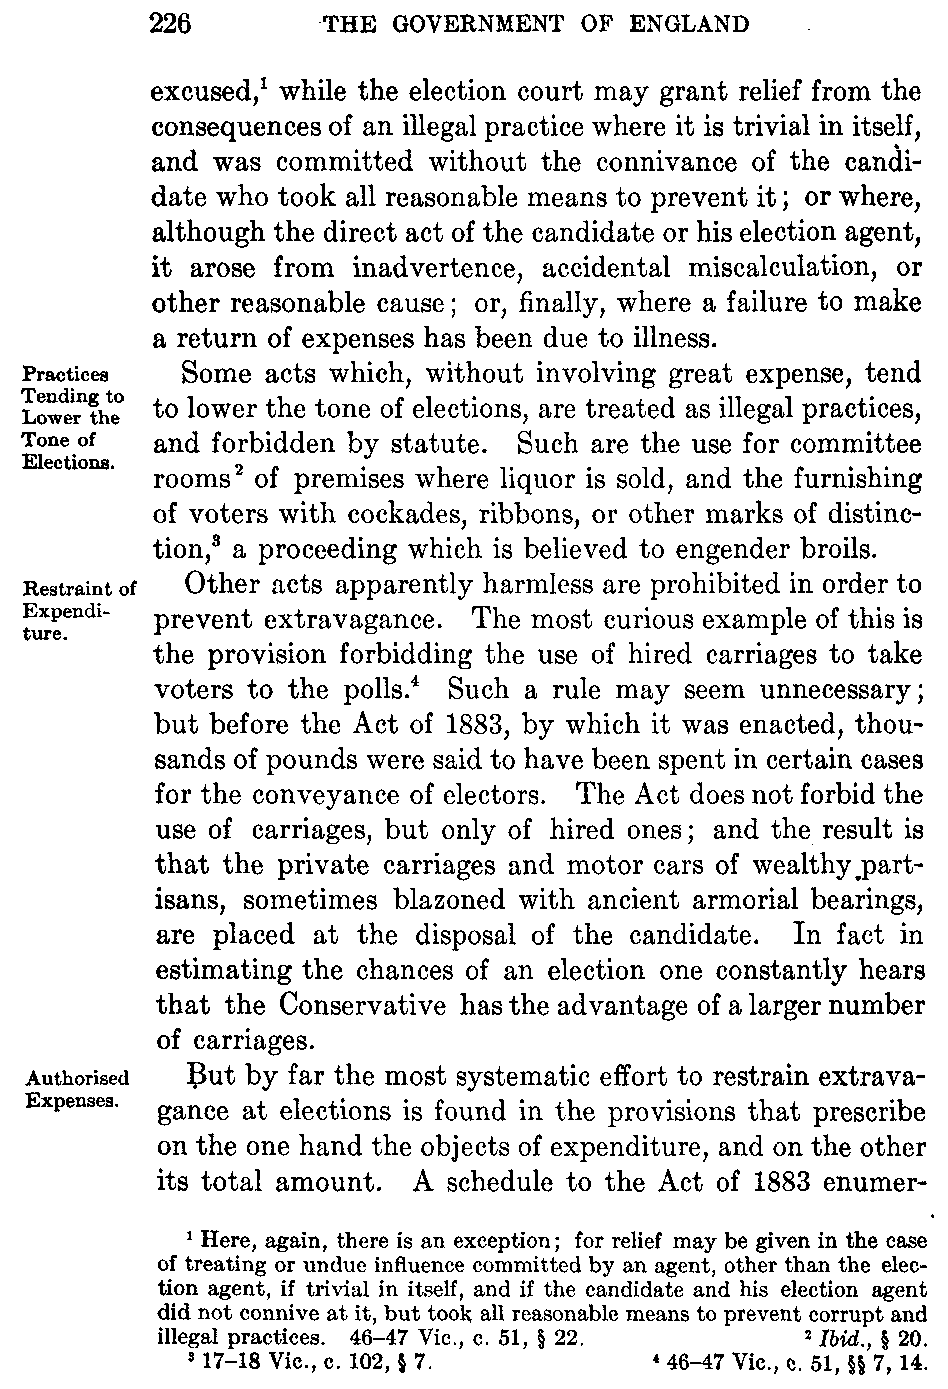 226 THE GOVERNMENT OF ENGLAND
excused,¹ while the election court may grant relief from the
consequences of an illegal practice where it is trivial in itself,
and was committed without the connivance of the candi-
date who took all reasonable means to prevent it; or where,
although the direct act of the candidate or his election agent,
it arose from inadvertence, accidental miscalculation, or
other reasonable cause; or, finally, where a failure to make
a return of expenses has been due to illness.
Practices
Tending to
Lower the
Tone of
Elections.
Some acts which, without involving great expense, tend
to lower the tone of elections, are treated as illegal practices,
and forbidden by statute. Such are the use for committee
rooms² of premises where liquor is sold, and the furnishing
of voters with cockades, ribbons, or other marks of distinc-
tion,³ a proceeding which is believed to engender broils.
Restraint of
Expendi-
ture.
Other acts apparently harmless are prohibited in order to
prevent extravagance. The most curious example of this is
the provision forbidding the use of hired carriages to take
voters to the polls.⁴ Such a rule may seem unnecessary;
but before the Act of 1883, by which it was enacted, thou-
sands of pounds were said to have been spent in certain cases
for the conveyance of electors. The Act does not forbid the
use of carriages, but only of hired ones; and the result is
that the private carriages and motor cars of wealthy part-
isans, sometimes blazoned with ancient armorial bearings,
are placed at the disposal of the candidate. In fact in
estimating the chances of an election one constantly hears
that the Conservative has the advantage of a larger number
of carriages.
Authorised
Expenses.
But by far the most systematic effort to restrain extrava-
gance at elections is found in the provisions that prescribe
on the one hand the objects of expenditure, and on the other
its total amount. A schedule to the Act of 1883 enumer-
¹ Here, again, there is an exception; for relief may be given in the case
of treating or undue influence committed by an agent, other than the elec-
tion agent, if trivial in itself, and if the candidate and his election agent
did not connive at it, but took all reasonable means to prevent corrupt and
illegal practices. 46–47 Vic., c. 51, § 22. ² Ibid., § 20.
³ 17–18 Vic., c. 102, § 7. ⁴ 46–47 Vic., c. 51, §§ 7, 14.